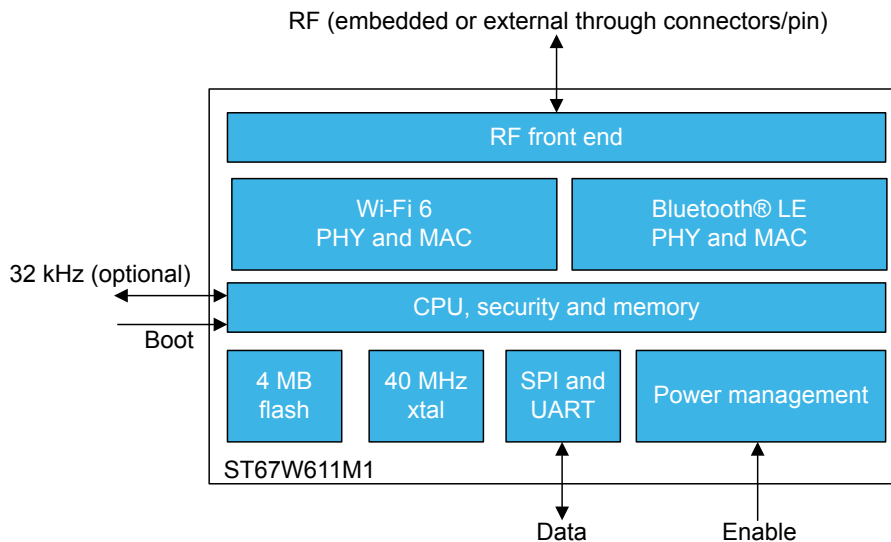 RF (embedded or external through connectors/pin)
RF front end
Wi-Fi 6
PHY and MAC
Bluetooth® LE
PHY and MAC
32 kHz (optional)
CPU, security and memory
Boot
4 MB
flash
40 MHz
xtal
SPI and
UART
Power management
ST67W611M1
Data
Enable